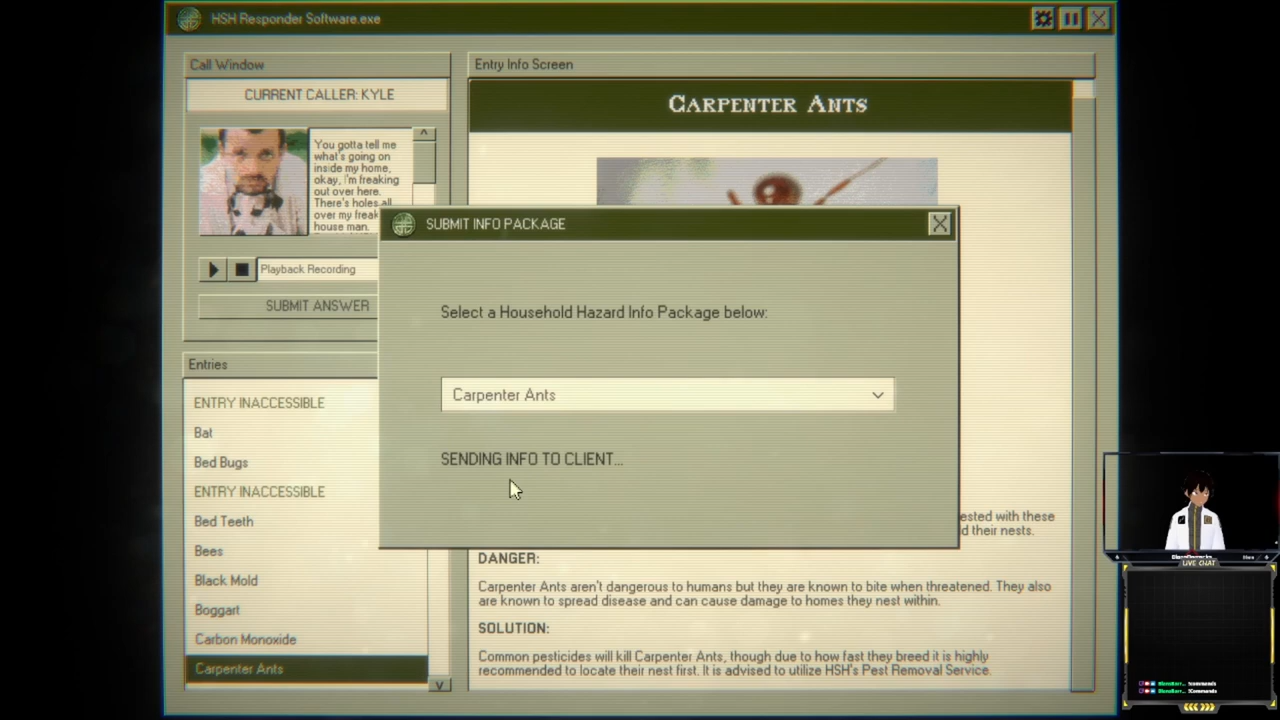 HSH Responder Software.exe
Call Window
CURRENT CALLER: KYLE
You gotta tell me
what's going on
inside my home,
okay, i'm freaking
out over here.
There's holes all
over my freak
house man.
Playback Recording
SUBMIT ANSWER
Entries
ENTRY INACCESSIBLE
Bat
Bed Bugs
ENTRY INACCESSIBLE
Bed Teeth
Bees
Black Mold
Boggart
Carbon Monoxide
Carpenter Ants
Entry Info Screen
CARPENTER ANTS
SUBMIT INFO PACKAGE
Select a Household Hazard Info Package below:
Carpenter Ants
SENDING INFO TO CLIENT...
ested with these
d their nests.
DANGER:
Carpenter Ants aren't dangerous to humans but they are known to bite when threatened. They also
are known to spread disease and can cause damage to homes they nest within.
SOLUTION:
Common pesticides will kill Carpenter Ants, though due to how fast they breed it is highly
recommended to locate their nest first. It is advised to utilize HSH's Pest Removal Service.
LIVE CHAT